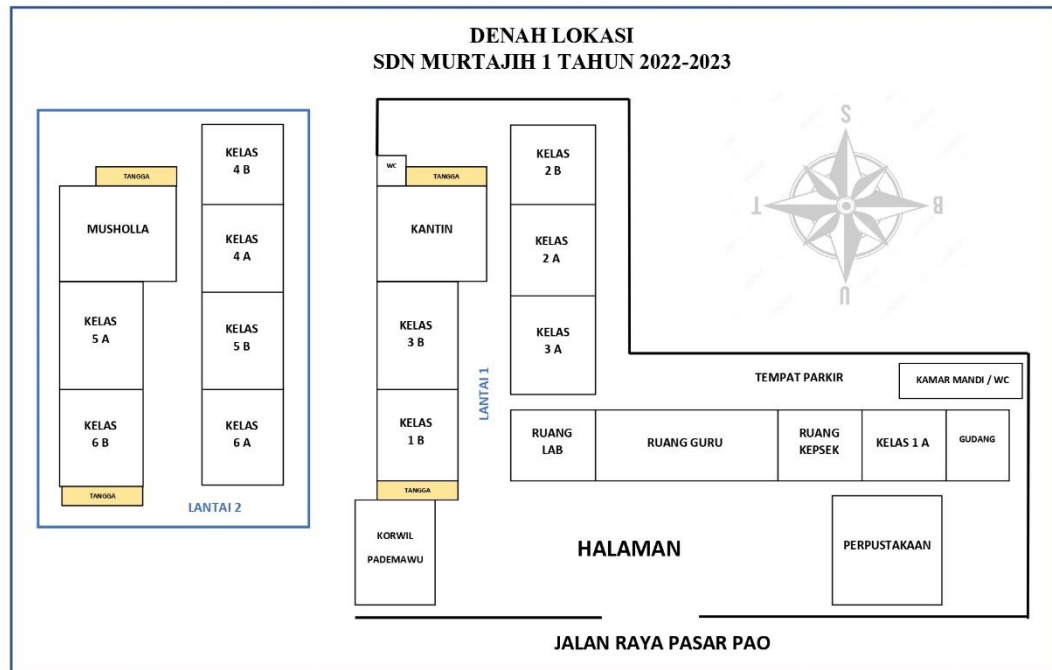 DENAH LOKASI
SDN MURTAJIH 1 TAHUN 2022-2023
TANGGA
MUSHOLLA
KELAS
5 A
KELAS
6 B
TANGGA
KELAS
4 B
KELAS
4 A
KELAS
5 B
KELAS
6 A
LANTAI 2
WC
TANGGA
KANTIN
KELAS
3 B
KELAS
1 B
TANGGA
KORWIL
PADEMAWU
LANTAI 1
KELAS
2 B
KELAS
2 A
KELAS
3 A
S
T
B
U
TEMPAT PARKIR
KAMAR MANDI / WC
RUANG
LAB
RUANG GURU
RUANG
KEPSEK
KELAS 1 A
GUDANG
HALAMAN
PERPUSTAKAAN
JALAN RAYA PASAR PAO